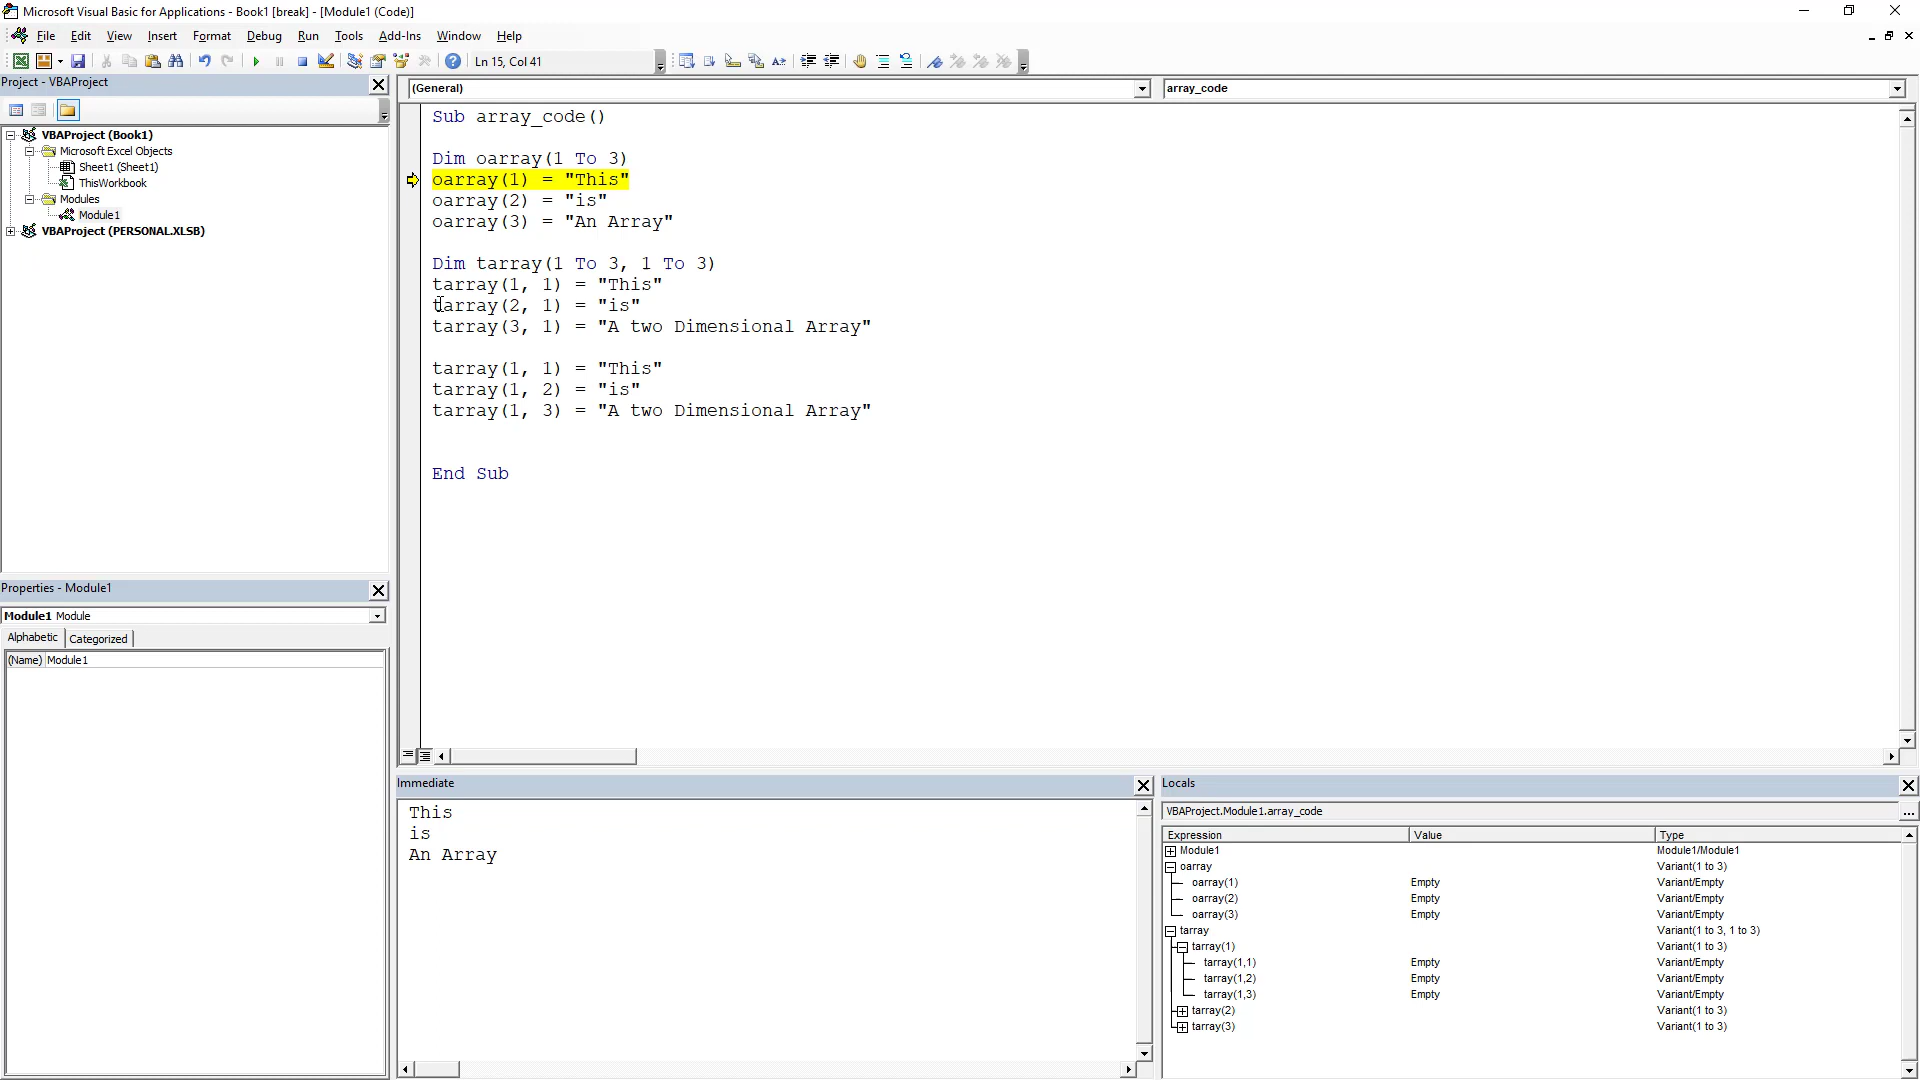 Microsoft Visual Basic for Applications - Book1 [break] - [Module1 (Code)]
File Edit View Insert Format Debug Run Tools Add-Ins Window Help
Ln 15, Col 41
Project - VBAProject
VBAProject (Book1)
Microsoft Excel Objects
Sheet1 (Sheet1)
ThisWorkbook
Modules
Module1
VBAProject (PERSONAL.XLSB)
Properties - Module1
Module1 Module
Alphabetic Categorized
(Name) Module1
(General) array_code
Sub array_code()
Dim oarray(1 To 3)
oarray(1) = "This"
oarray(2) = "is"
oarray(3) = "An Array"
Dim tarray(1 To 3, 1 To 3)
tarray(1, 1) = "This"
tarray(2, 1) = "is"
tarray(3, 1) = "A two Dimensional Array"
tarray(1, 1) = "This"
tarray(1, 2) = "is"
tarray(1, 3) = "A two Dimensional Array"
End Sub
Immediate
This
is
An Array
Locals
VBAProject.Module1.array_code
...
Expression Value Type
Module1 Module1/Module1
oarray Variant(1 to 3)
oarray(1) Empty Variant/Empty
oarray(2) Empty Variant/Empty
oarray(3) Empty Variant/Empty
tarray Variant(1 to 3, 1 to 3)
tarray(1) Variant(1 to 3)
tarray(1,1) Empty Variant/Empty
tarray(1,2) Empty Variant/Empty
tarray(1,3) Empty Variant/Empty
tarray(2) Variant(1 to 3)
tarray(3) Variant(1 to 3)